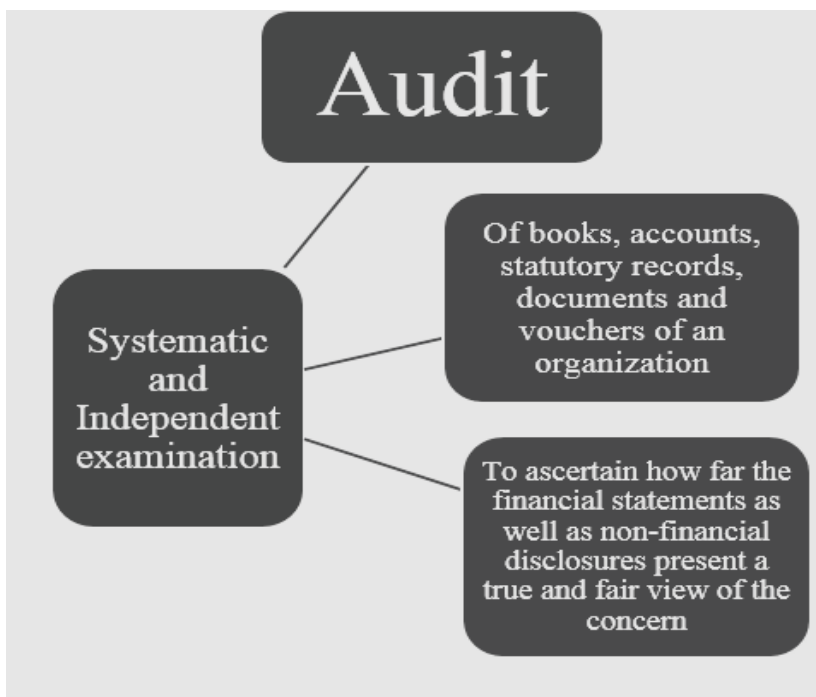 Audit
Systematic
and
Independent
examination
Of books, accounts,
statutory records,
documents and
vouchers of an
organization
To ascertain how far the
financial statements as
well as non-financial
disclosures present a
true and fair view of the
concern